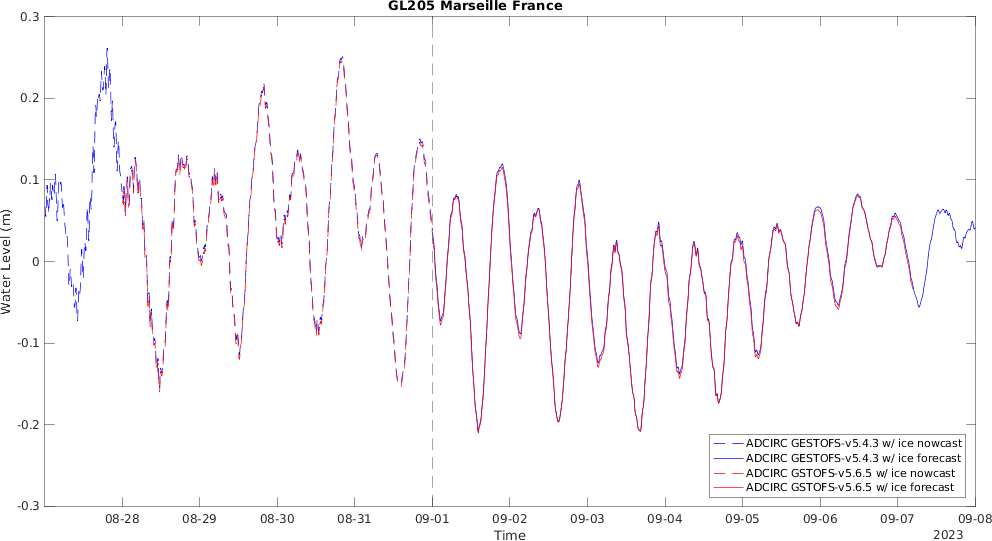 GL205 Marseille France
0.3
0.2
0.1
0
-0.1
-0.2
-0.3
Water Level (m)
ADCIRC GESTOFS-v5.4.3 w/ ice nowcast
ADCIRC GESTOFS-v5.4.3 w/ ice forecast
ADCIRC GSTOFS-v5.6.5 w/ ice nowcast
ADCIRC GSTOFS-v5.6.5 w/ ice forecast
08-28 08-29 08-30 08-31 09-01 09-02 09-03 09-04 09-05 09-06 09-07 09-08
Time
2023